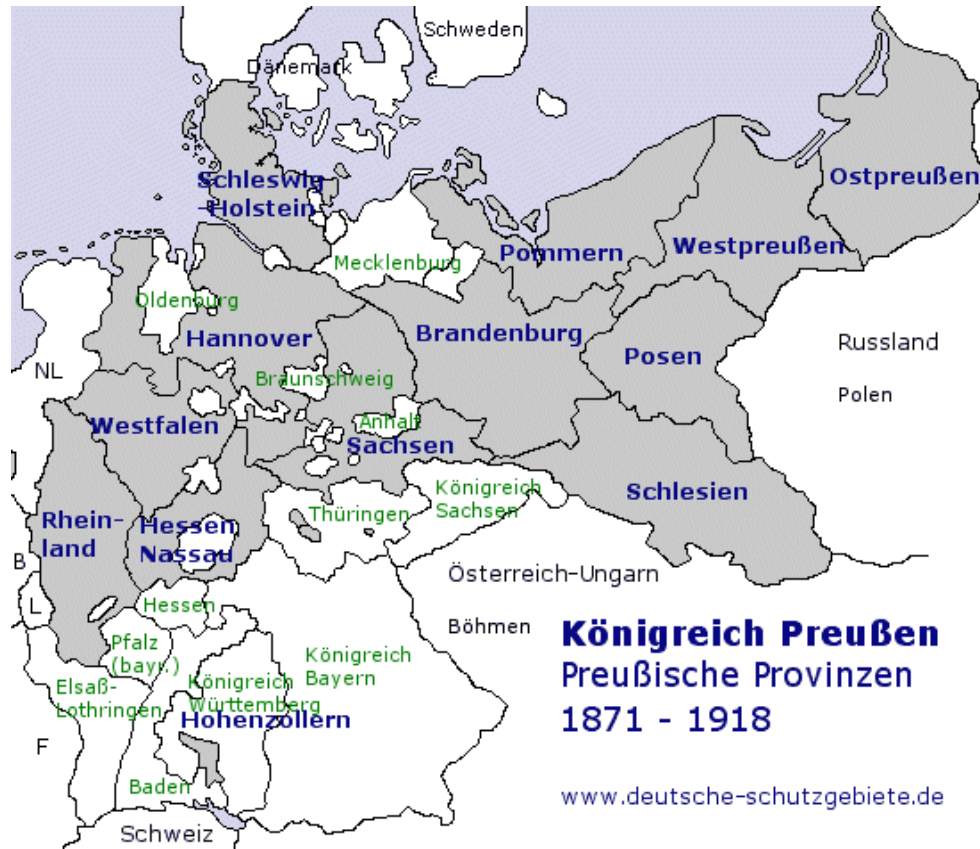 Schweden
Dänemark
Schleswig
-Holstein
Ostpreußen
Westpreußen
Pommern
Mecklenburg
Oldenburg
Hannover
Brandenburg
Posen
Russland
Polen
NL
Braunschweig
Westfalen
Anhalt
Sachsen
Schlesien
Königreich
Sachsen
Thüringen
Rhein-
land
Hessen
Nassau
B
L
Hessen
Österreich-Ungarn
Böhmen
Pfalz
(bayr.)
Elsaß-
Lothringen
Königreich
Württemberg
Königreich
Bayern
Hohenzollern
F
Baden
Schweiz
Königreich Preußen
Preußische Provinzen
1871 - 1918
www.deutsche-schutzgebiete.de